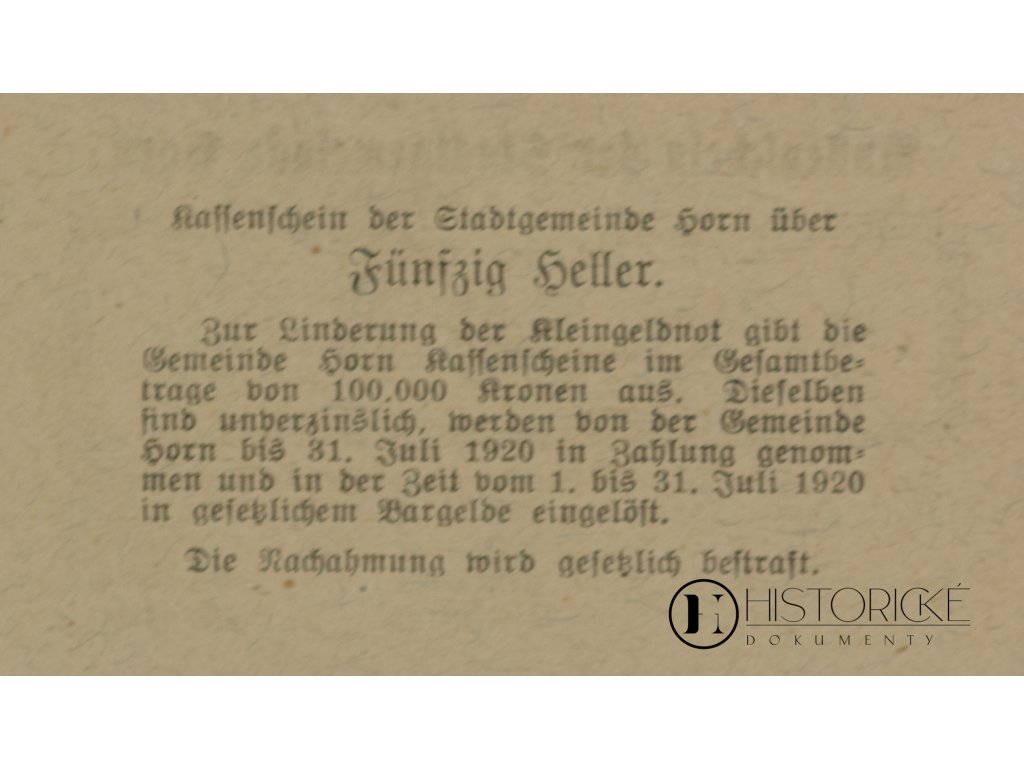 Kassenschein der Stadtgemeinde Horn über
Fünfzig Heller.
Zur Linderung der Kleingeldnot gibt die
Gemeinde Horn Kassenscheine im Gesamtbe-
trage von 100.000 Kronen aus. Dieselben
sind unverzinslich, werden von der Gemeinde
Horn bis 31. Juli 1920 in Zahlung genom-
men und in der Zeit vom 1. bis 31. Juli 1920
in gesetzlichem Bargelde eingelöst.
Die Nachahmung wird gesetzlich bestraft.
HISTORICKÉ
DOKUMENTY